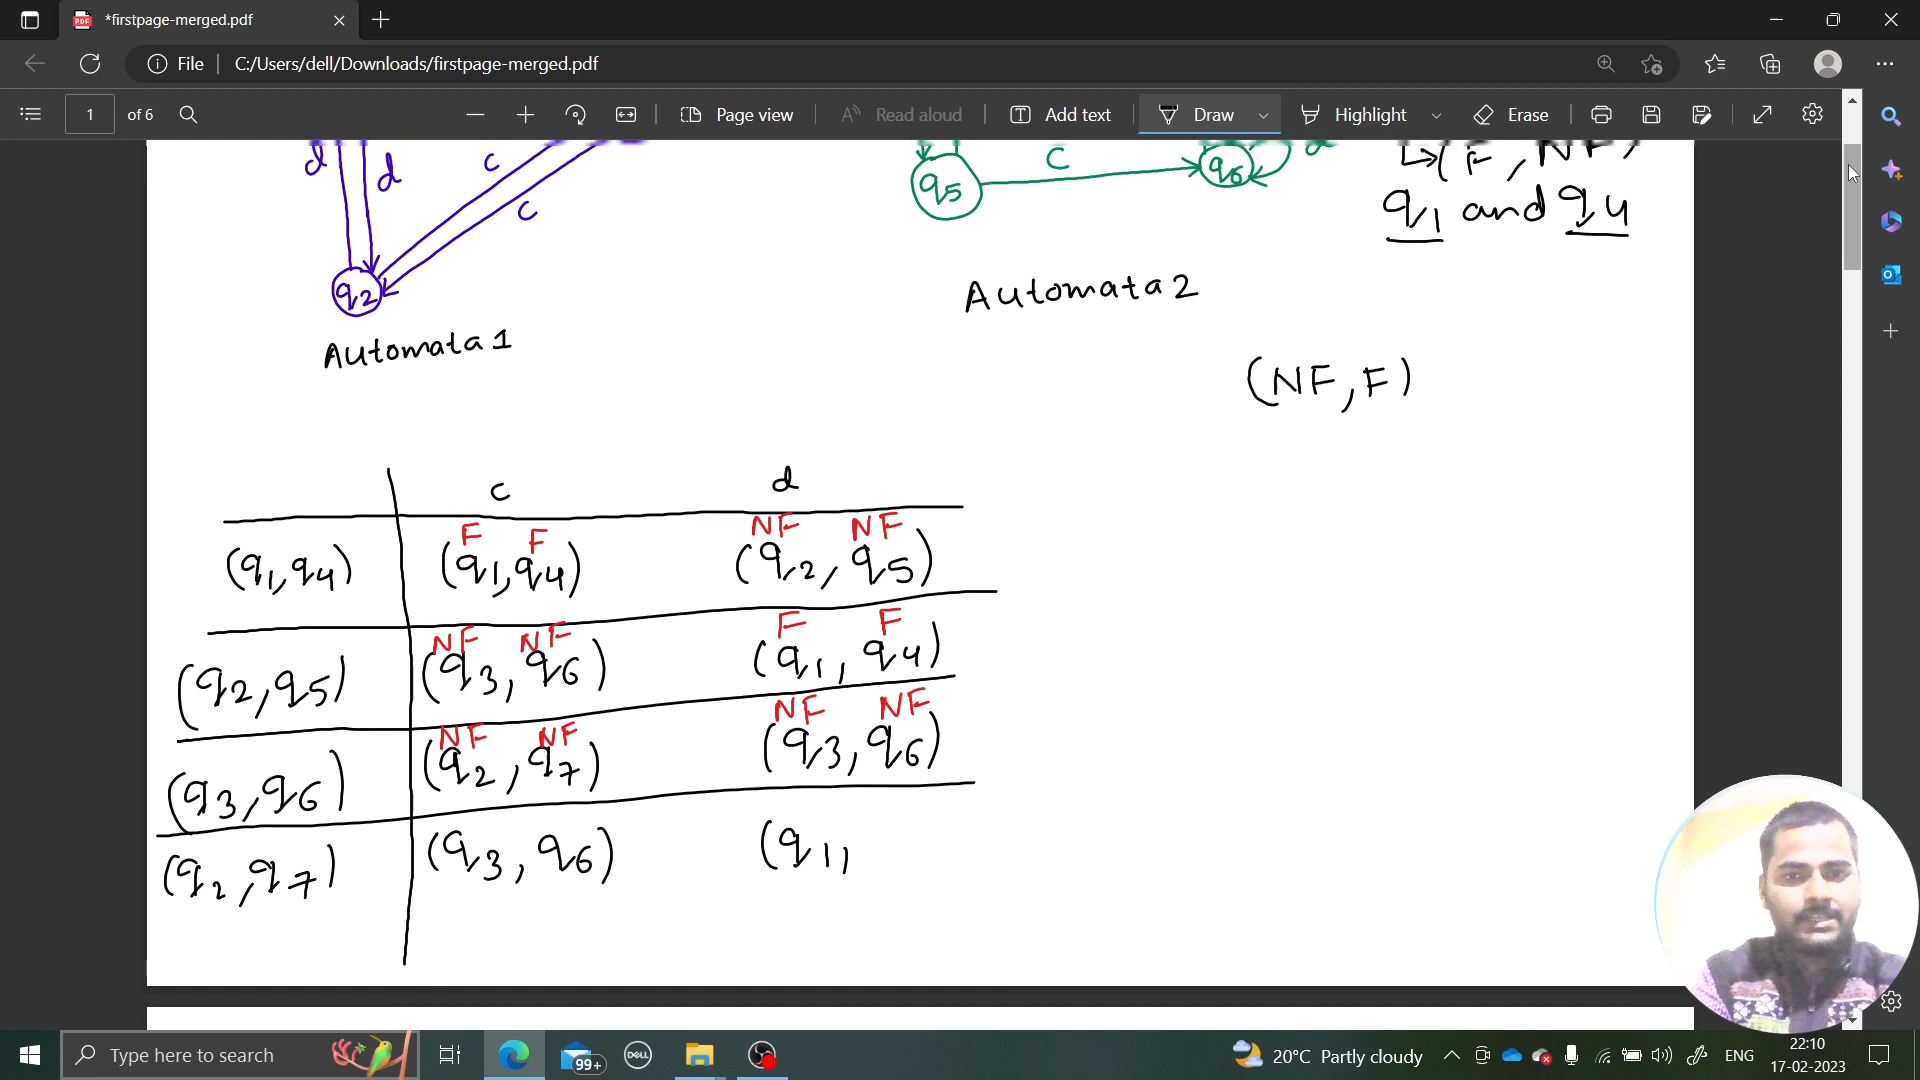 *firstpage-merged.pdf
File C:/Users/dell/Downloads/firstpage-merged.pdf
1 of 6 Page view Read aloud Add text Draw Highlight Erase
d d c c
q5 c q6
(F, NF,
q1 and q4
q2
Automata 1
Automata 2
(NF, F)
c d
F F NF NF
(q1,q4) (q1,q4) (q2, q5)
NF NF F F
(q2,q5) (q3, q6) (q1, q4)
NF NF NF NF
(q3,q6) (q2, q7) (q3, q6)
(q2,q7) (q3, q6) (q1,
Type here to search 99+ DELL 20°C Partly cloudy ENG 22:10
17-02-2023